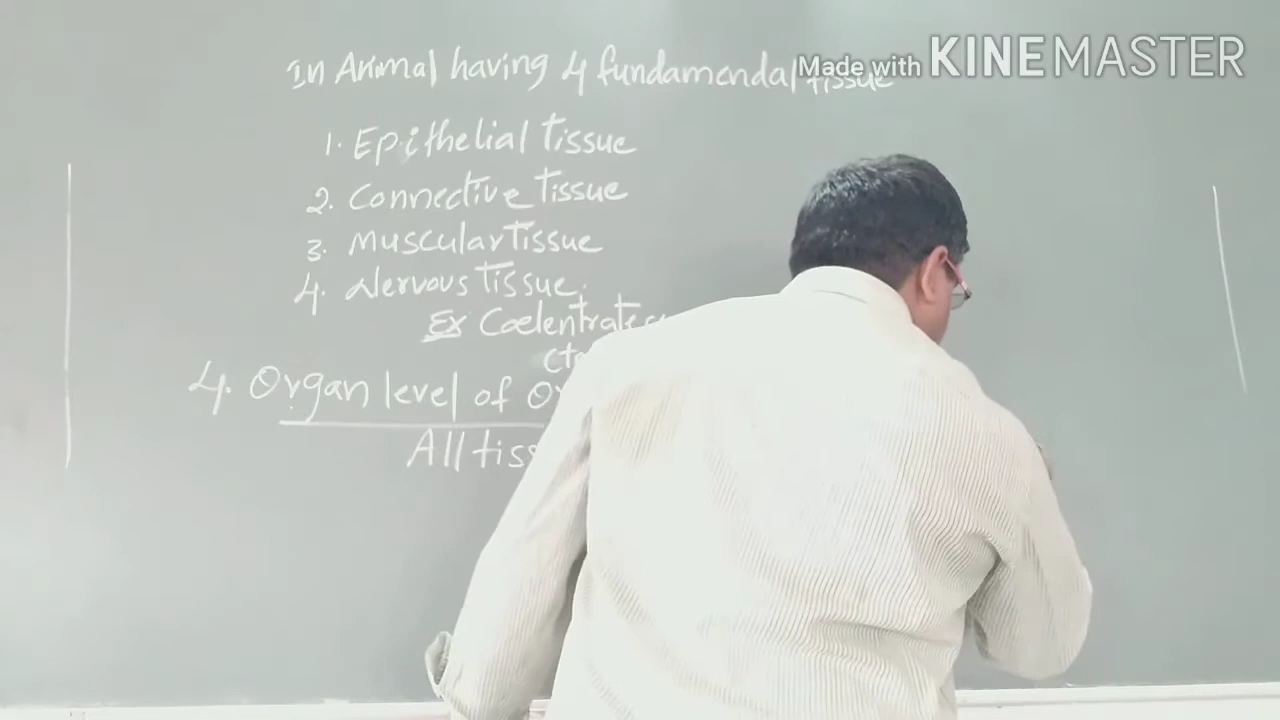 In Animal having 4 fundamendal tissue
Made with KINEMASTER
1. Epithelial tissue
2. Connective tissue
3. Muscular tissue
4. Nervous tissue.
Ex Coelentrate
4. Organ level of
All